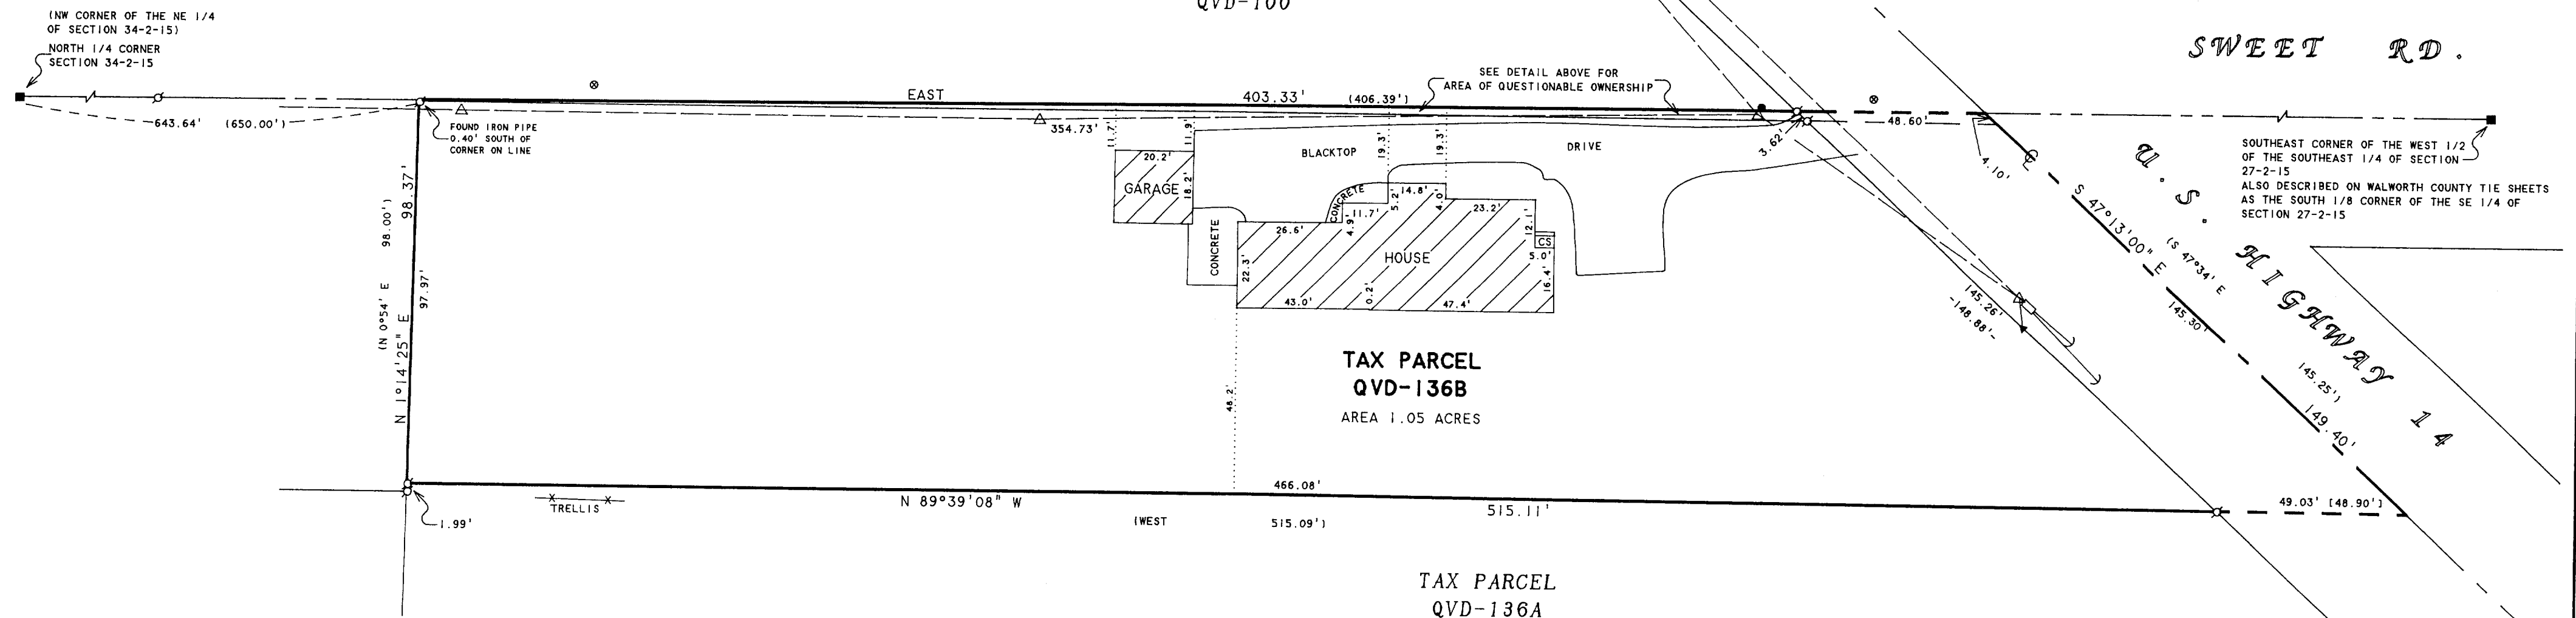 QVD-100
(NW CORNER OF THE NE 1/4
OF SECTION 34-2-15)
NORTH 1/4 CORNER
SECTION 34-2-15
SWEET RD.
SEE DETAIL ABOVE FOR
AREA OF QUESTIONABLE OWNERSHIP
EAST
403.33'
(406.39')
643.64'
(650.00')
FOUND IRON PIPE
0.40' SOUTH OF
CORNER ON LINE
354.73'
11.7'
11.9'
19.3'
19.3'
48.60'
3.62'
4.10'
BLACKTOP
DRIVE
20.2'
GARAGE
18.2'
CONCRETE
CONCRETE
14.8'
5.2'
4.0'
11.7'
4.9'
26.6'
23.2'
12.1'
CS
5.0'
16.4'
22.3'
HOUSE
43.0'
0.2'
47.4'
48.2'
SOUTHEAST CORNER OF THE WEST 1/2
OF THE SOUTHEAST 1/4 OF SECTION
27-2-15
ALSO DESCRIBED ON WALWORTH COUNTY TIE SHEETS
AS THE SOUTH 1/8 CORNER OF THE SE 1/4 OF
SECTION 27-2-15
U.S. HIGHWAY 14
S 47°13'00" E
(S 47°34' E
145.25')
145.30'
149.40'
145.26'
-148.88'-
98.37'
(N 0°54' E 98.00')
97.97'
N 1°14'25" E
TAX PARCEL
QVD-136B
AREA 1.05 ACRES
466.08'
N 89°39'08" W
515.11'
(WEST
515.09')
49.03' [48.90']
TRELLIS
1.99'
TAX PARCEL
QVD-136A